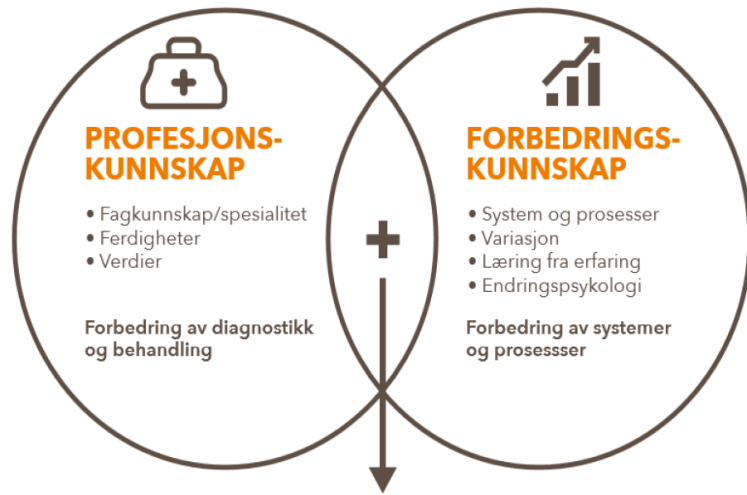 PROFESJONS-
KUNNSKAP
• Fagkunnskap/spesialitet
• Ferdigheter
• Verdier
Forbedring av diagnostikk
og behandling
+
FORBEDRINGS-
KUNNSKAP
• System og prosesser
• Variasjon
• Læring fra erfaring
• Endringspsykologi
Forbedring av systemer
og prosessser